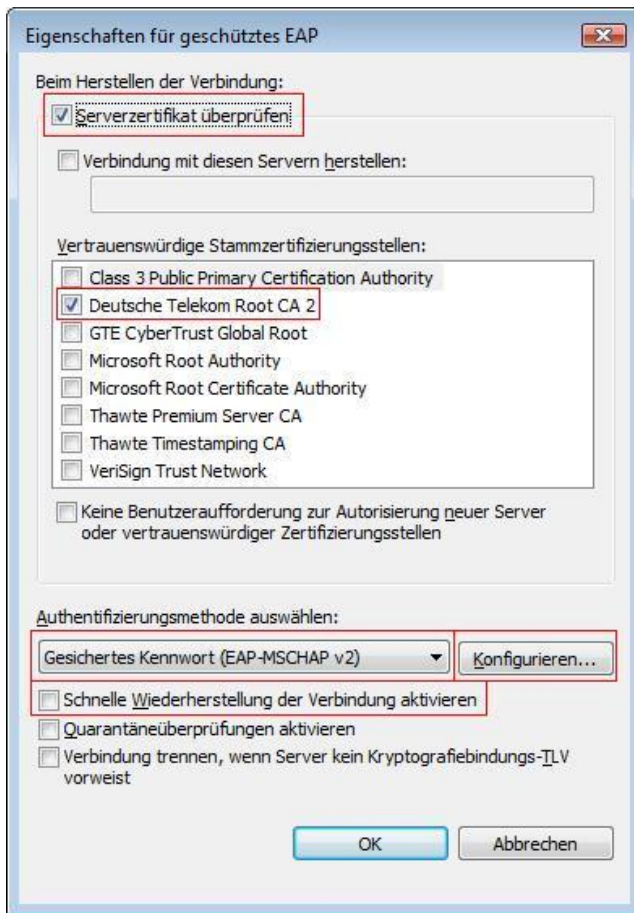 Eigenschaften für geschütztes EAP
Beim Herstellen der Verbindung:
Serverzertifikat überprüfen
Verbindung mit diesen Servern herstellen:
Vertrauenswürdige Stammzertifizierungsstellen:
Class 3 Public Primary Certification Authority
Deutsche Telekom Root CA 2
GTE CyberTrust Global Root
Microsoft Root Authority
Microsoft Root Certificate Authority
Thawte Premium Server CA
Thawte Timestamping CA
VeriSign Trust Network
Keine Benutzeraufforderung zur Autorisierung neuer Server
oder vertrauenswürdiger Zertifizierungsstellen
Authentifizierungsmethode auswählen:
Gesichertes Kennwort (EAP-MSCHAP v2)
Konfigurieren...
Schnelle Wiederherstellung der Verbindung aktivieren
Quarantäneüberprüfungen aktivieren
Verbindung trennen, wenn Server kein Kryptografiebindungs-TLV
vorweist
OK
Abbrechen